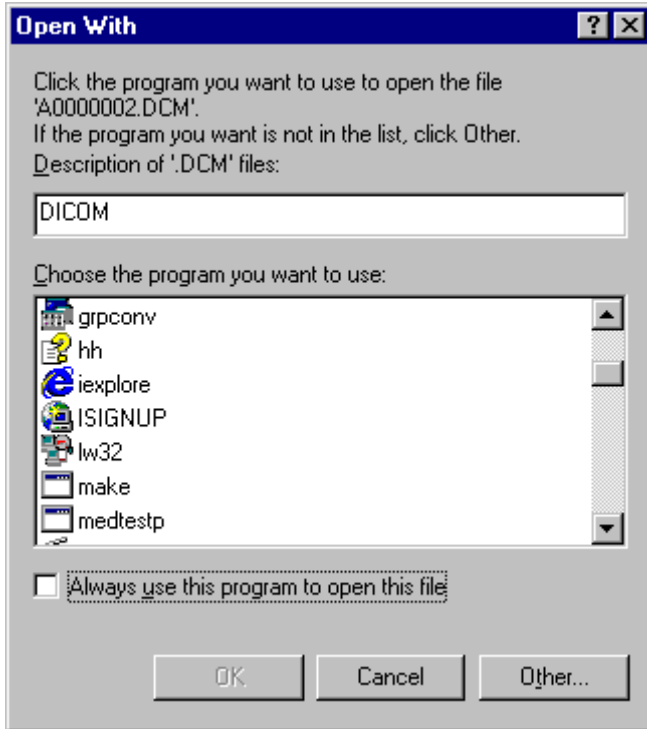 Open With
Click the program you want to use to open the file
'A0000002.DCM'.
If the program you want is not in the list, click Other.
Description of '.DCM' files:
DICOM
Choose the program you want to use:
grpconv
hh
iexplore
ISIGNUP
lw32
make
medtestp
Always use this program to open this file
OK Cancel Other...